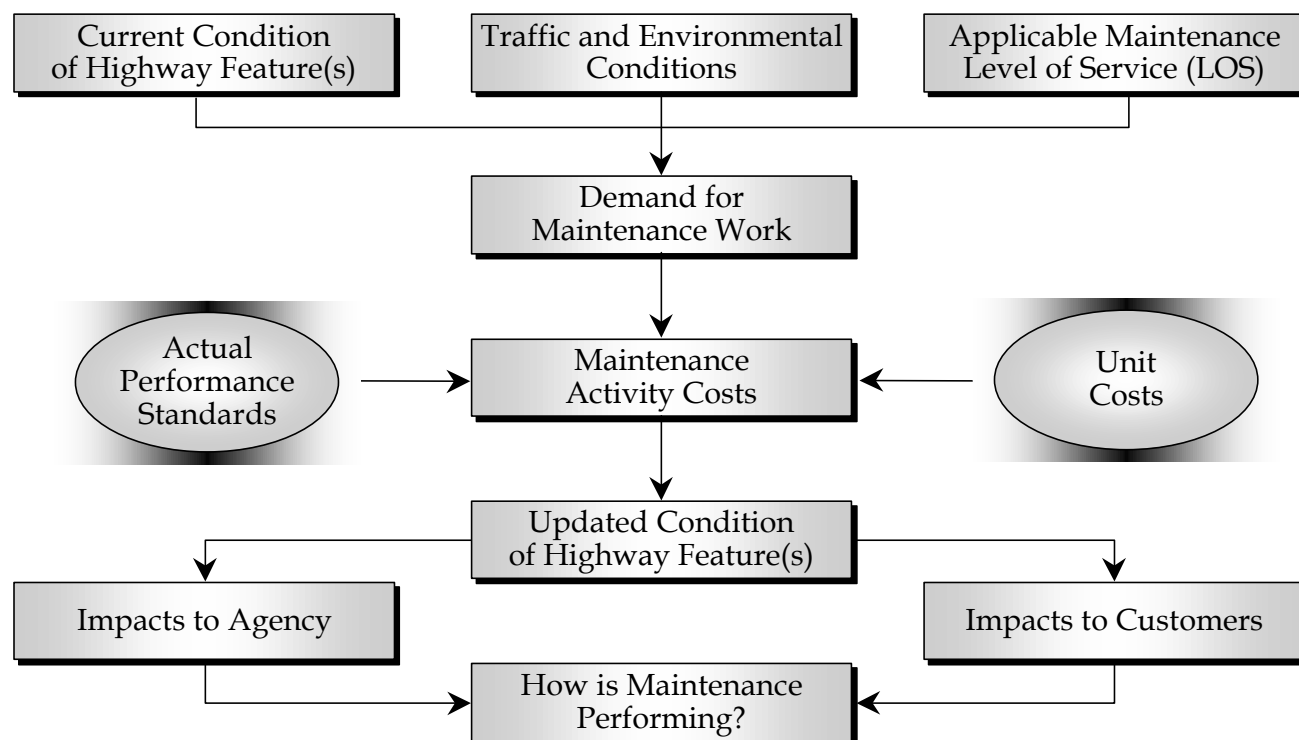 Current Condition
of Highway Feature(s)
Traffic and Environmental
Conditions
Applicable Maintenance
Level of Service (LOS)
Demand for
Maintenance Work
Actual
Performance
Standards
Maintenance
Activity Costs
Unit
Costs
Updated Condition
of Highway Feature(s)
Impacts to Agency
Impacts to Customers
How is Maintenance
Performing?